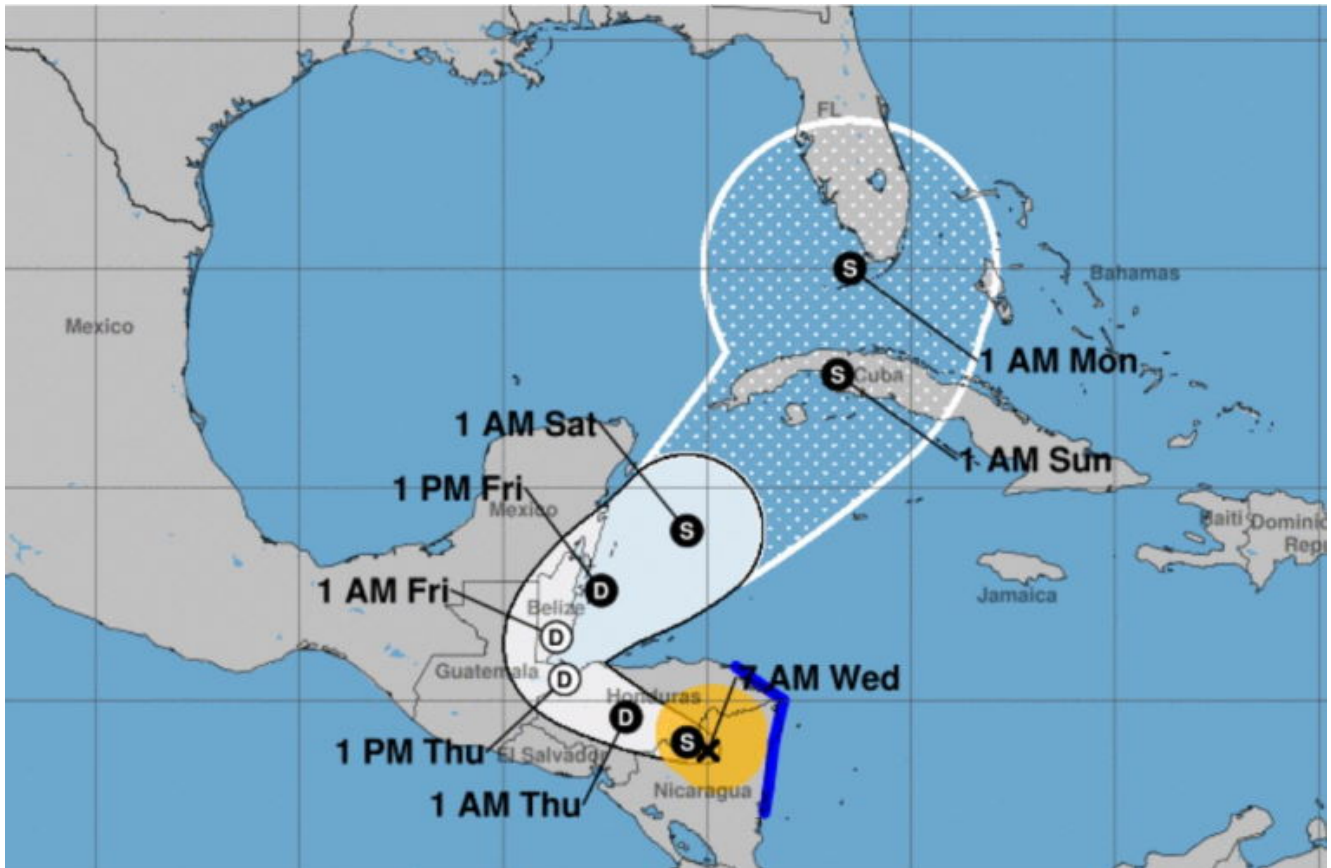 FL
Bahamas
Mexico
1 AM Mon
Cuba
1 AM Sat
1 AM Sun
1 PM Fri
Mexico
Haiti
Dominic
Repu
Jamaica
1 AM Fri
Belize
D
S
Guatemala
7 AM Wed
Honduras
1 PM Thu
El Salvador
Nicaragua
1 AM Thu
S
S
D
D
D
S